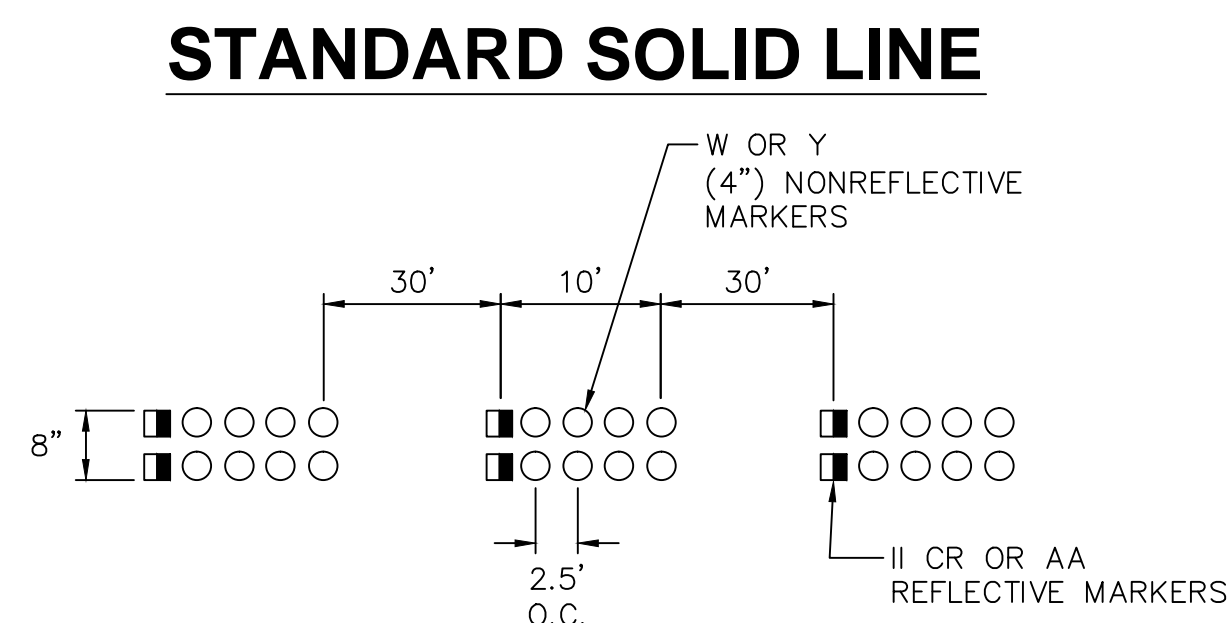 STANDARD SOLID LINE
W OR Y
(4") NONREFLECTIVE
MARKERS
30' 10' 30'
8"
2.5'
O.C.
II CR OR AA
REFLECTIVE MARKERS